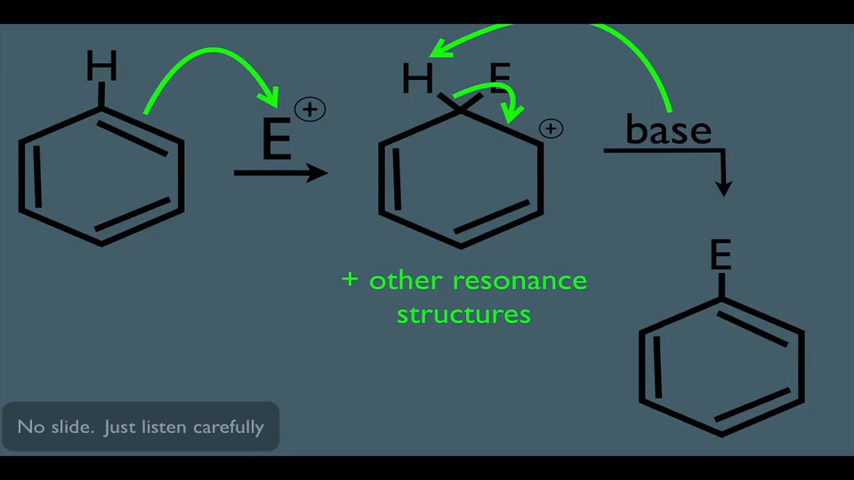 H
E
+
H E
+
base
E
+ other resonance
structures
No slide. Just listen carefully